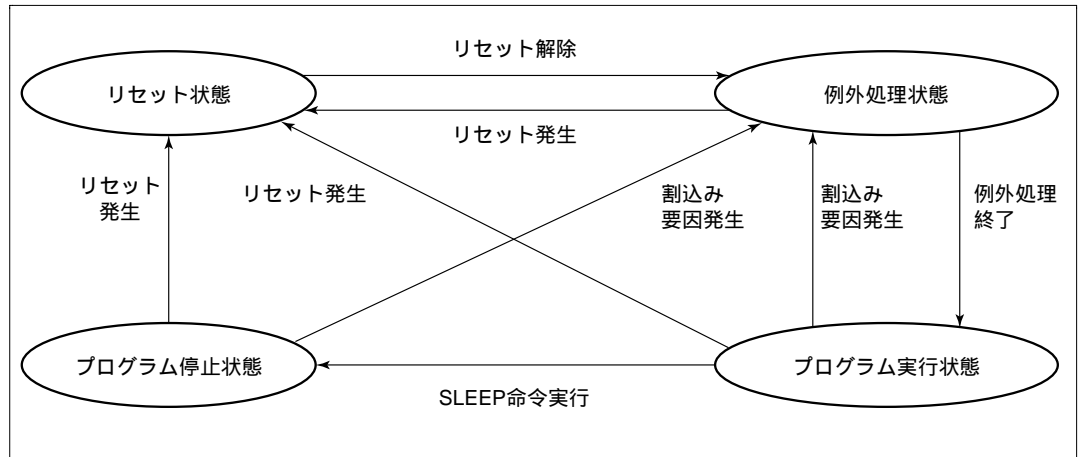 リセット解除
リセット状態
例外処理状態
リセット発生
リセット
発生
リセット発生
割込み
要因発生
割込み
要因発生
例外処理
終了
プログラム停止状態
プログラム実行状態
SLEEP命令実行